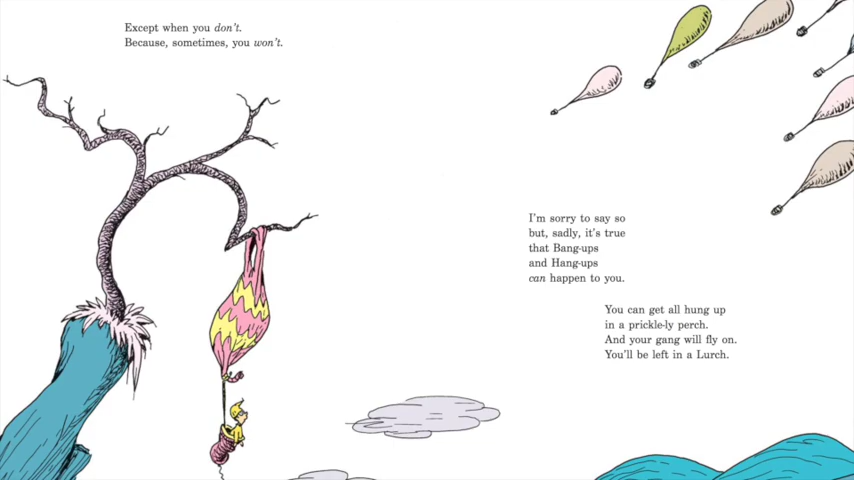 Except when you don't.
Because, sometimes, you won't.
I'm sorry to say so
but, sadly, it's true
that Bang-ups
and Hang-ups
can happen to you.
You can get all hung up
in a prickle-ly perch.
And your gang will fly on.
You'll be left in a Lurch.